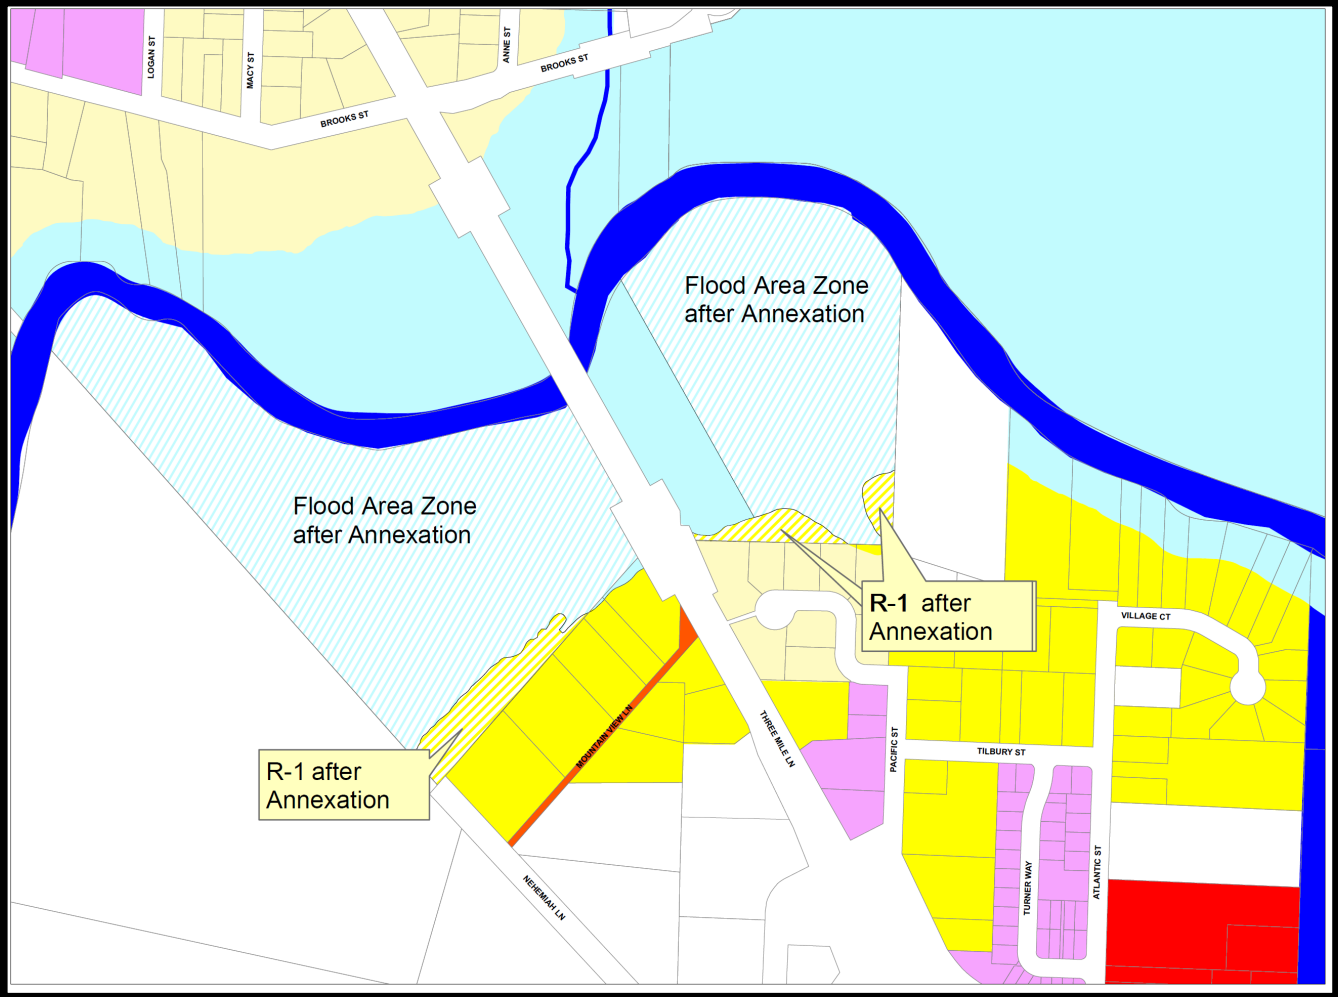 LOGAN ST
MACY ST
ANNE ST
BROOKS ST
BROOKS ST
Flood Area Zone
after Annexation
Flood Area Zone
after Annexation
R-1 after
Annexation
VILLAGE CT
MOUNTAIN VIEW LN
THREE MILE LN
PACIFIC ST
TILBURY ST
R-1 after
Annexation
NEHEMIAH LN
TURNER WAY
ATLANTIC ST